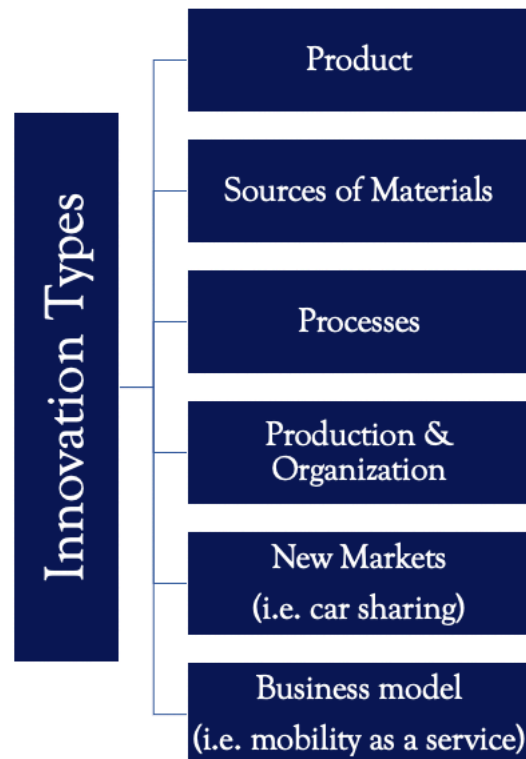 Innovation Types
Product
Sources of Materials
Processes
Production &
Organization
New Markets
(i.e. car sharing)
Business model
(i.e. mobility as a service)